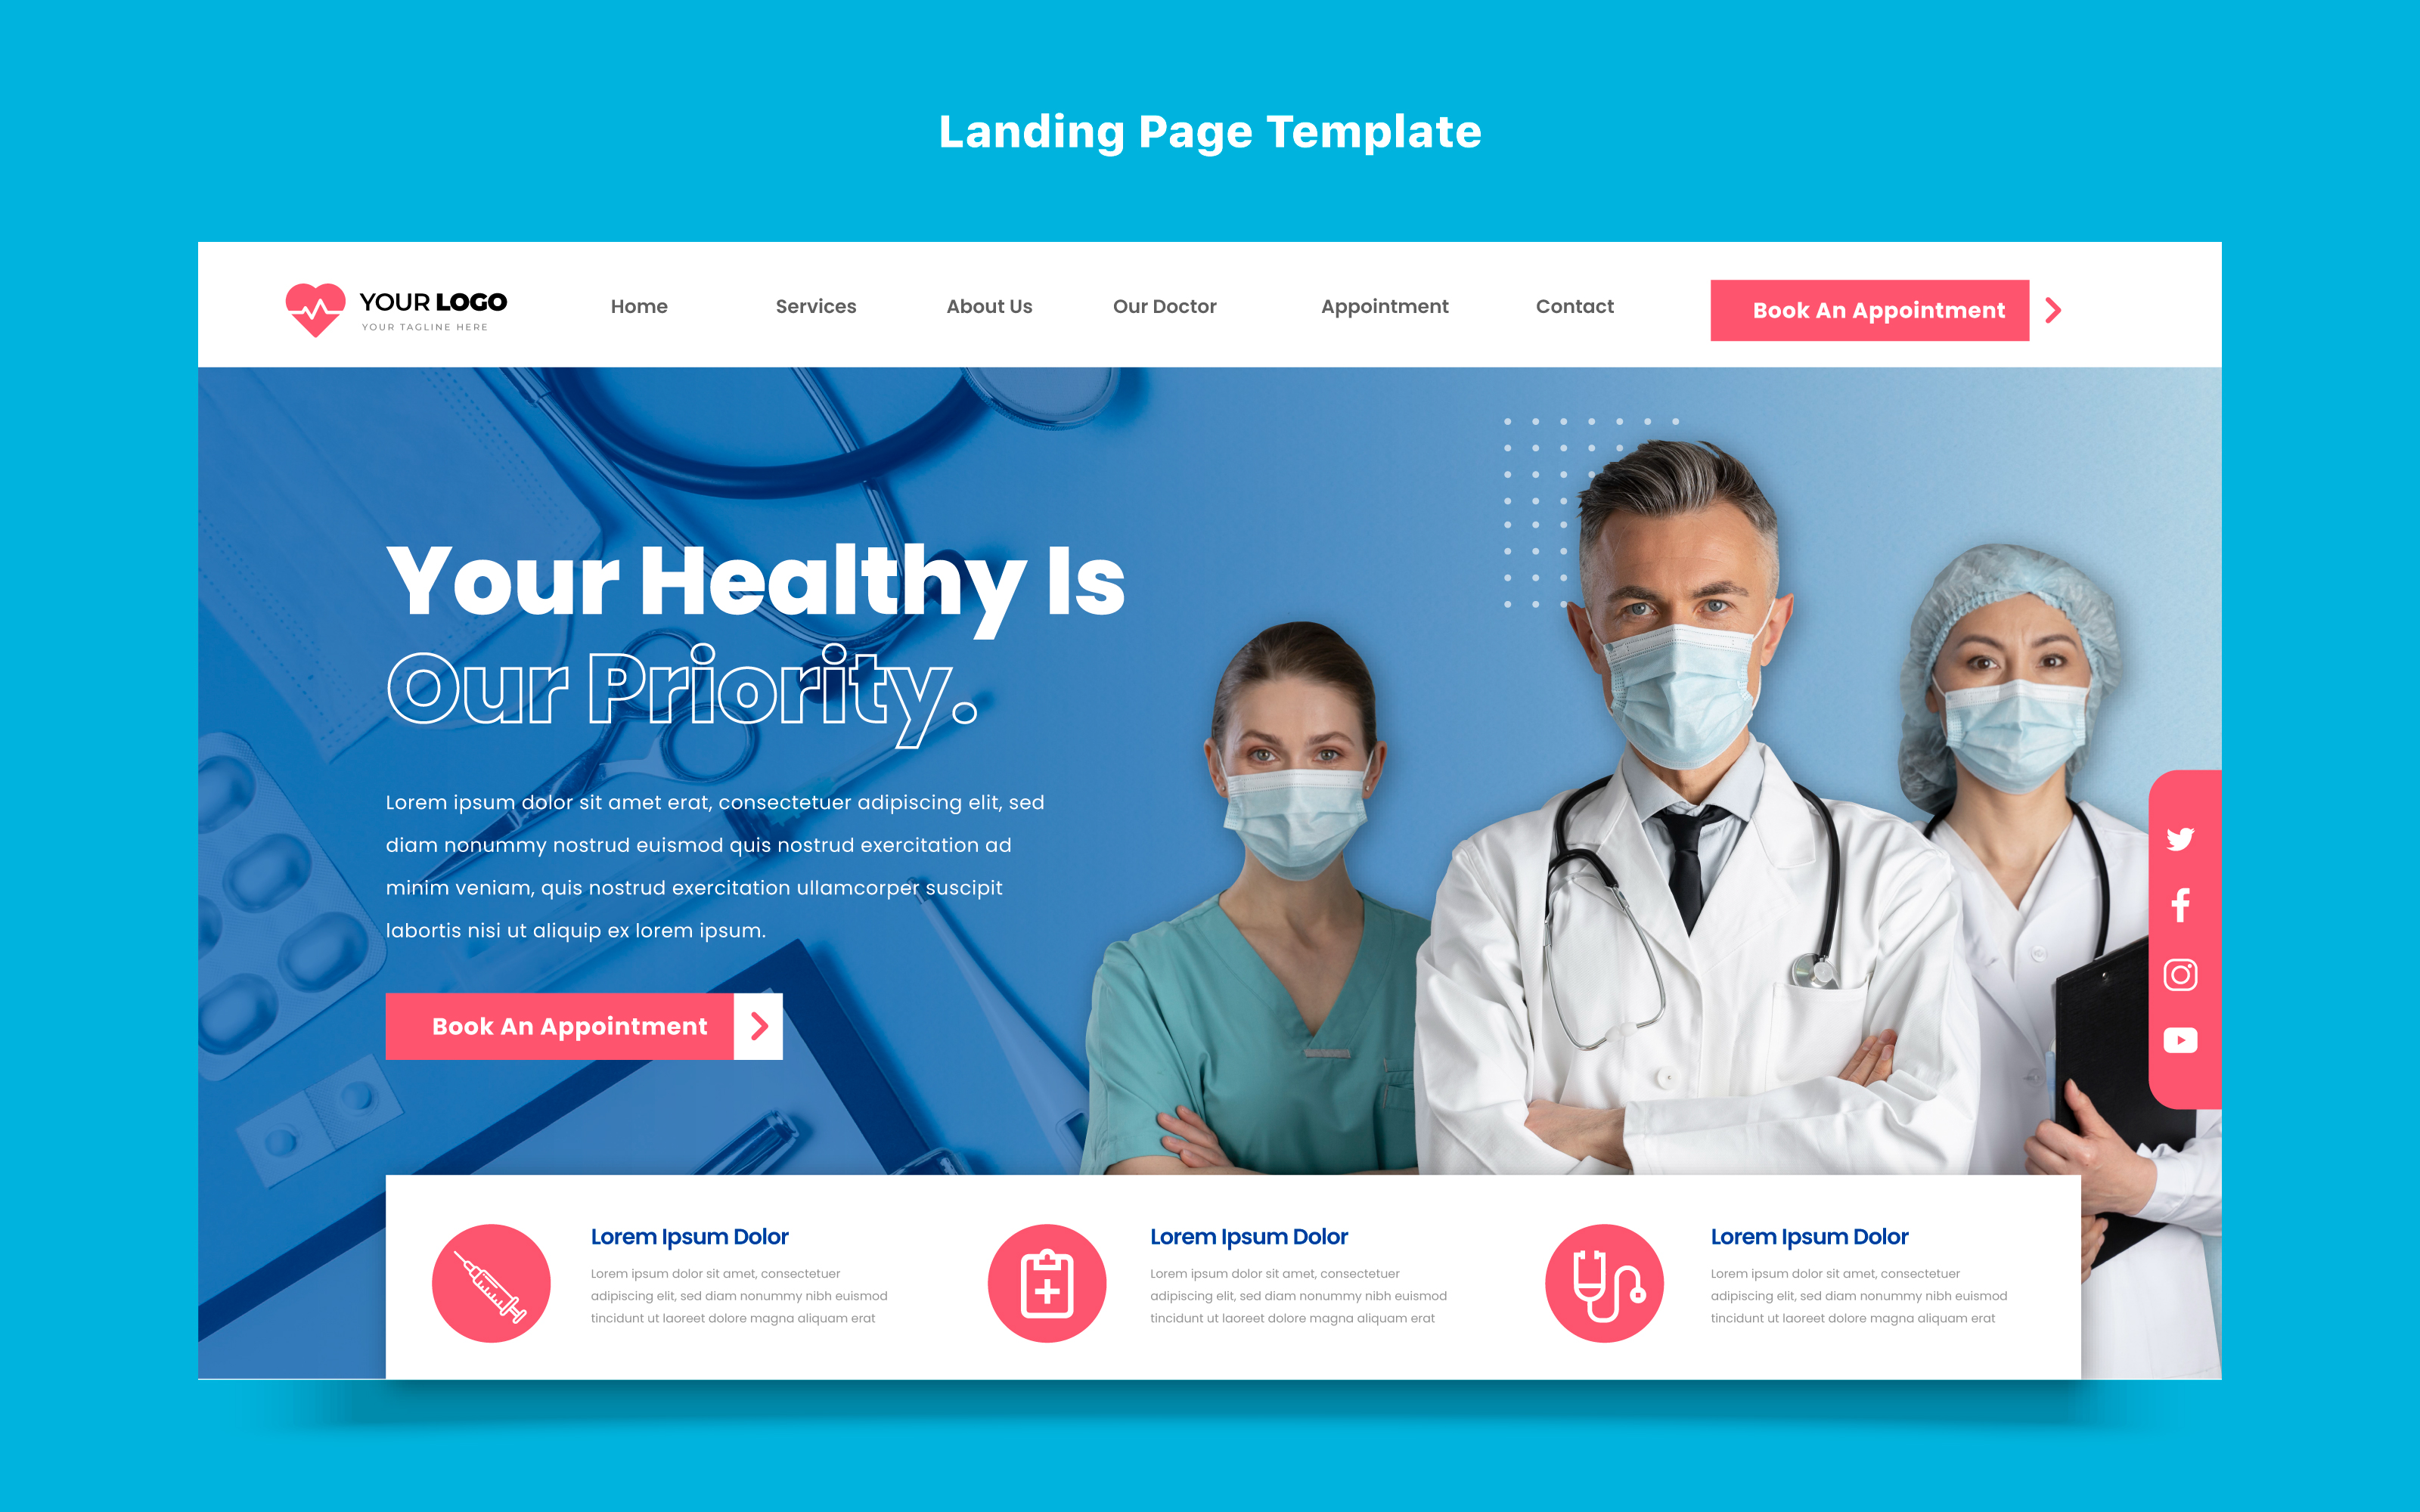 Landing Page Template
YOUR LOGO
YOUR TAGLINE HERE
Home
Services
About Us
Our Doctor
Appointment
Contact
Book An Appointment
Your Healthy Is
Our Priority.
Lorem ipsum dolor sit amet erat, consectetuer adipiscing elit, sed
diam nonummy nostrud euismod quis nostrud exercitation ad
minim veniam, quis nostrud exercitation ullamcorper suscipit
labortis nisi ut aliquip ex lorem ipsum.
Book An Appointment
Lorem Ipsum Dolor
Lorem ipsum dolor sit amet, consectetuer
adipiscing elit, sed diam nonummy nibh euismod
tincidunt ut laoreet dolore magna aliquam erat
Lorem Ipsum Dolor
Lorem ipsum dolor sit amet, consectetuer
adipiscing elit, sed diam nonummy nibh euismod
tincidunt ut laoreet dolore magna aliquam erat
Lorem Ipsum Dolor
Lorem ipsum dolor sit amet, consectetuer
adipiscing elit, sed diam nonummy nibh euismod
tincidunt ut laoreet dolore magna aliquam erat